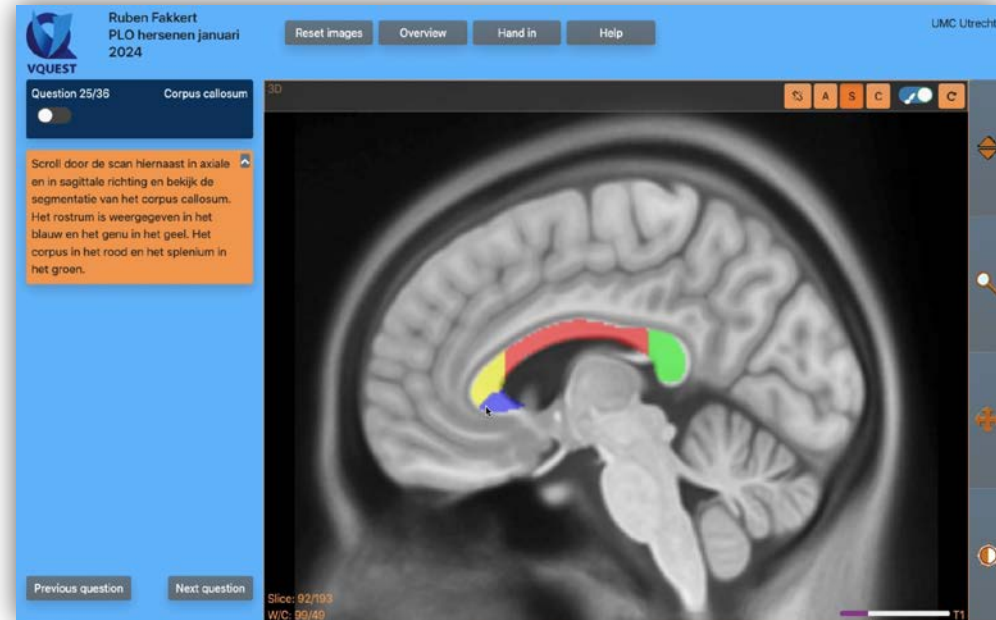 VQUEST
Ruben Fakkert
PLO hersenen januari
2024
Reset images
Overview
Hand in
Help
UMC Utrecht
Question 25/36
Corpus callosum
Scroll door de scan hiernaast in axiale
en in sagittale richting en bekijk de
segmentatie van het corpus callosum.
Het rostrum is weergegeven in het
blauw en het genu in het geel. Het
corpus in het rood en het splenium in
het groen.
3D
A
S
C
Previous question
Next question
Slice: 92/193
W/C: 99/49
T1